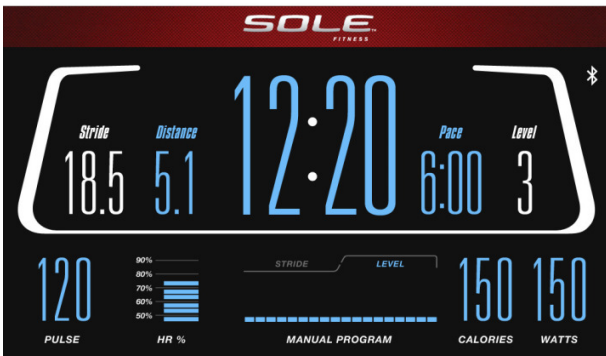 SOLE
FITNESS
12:20
Stride Distance Pace Level
18.5 5.1 6:00 3
120
90%
80%
70%
60%
50%
STRIDE LEVEL
150 150
PULSE HR % MANUAL PROGRAM CALORIES WATTS